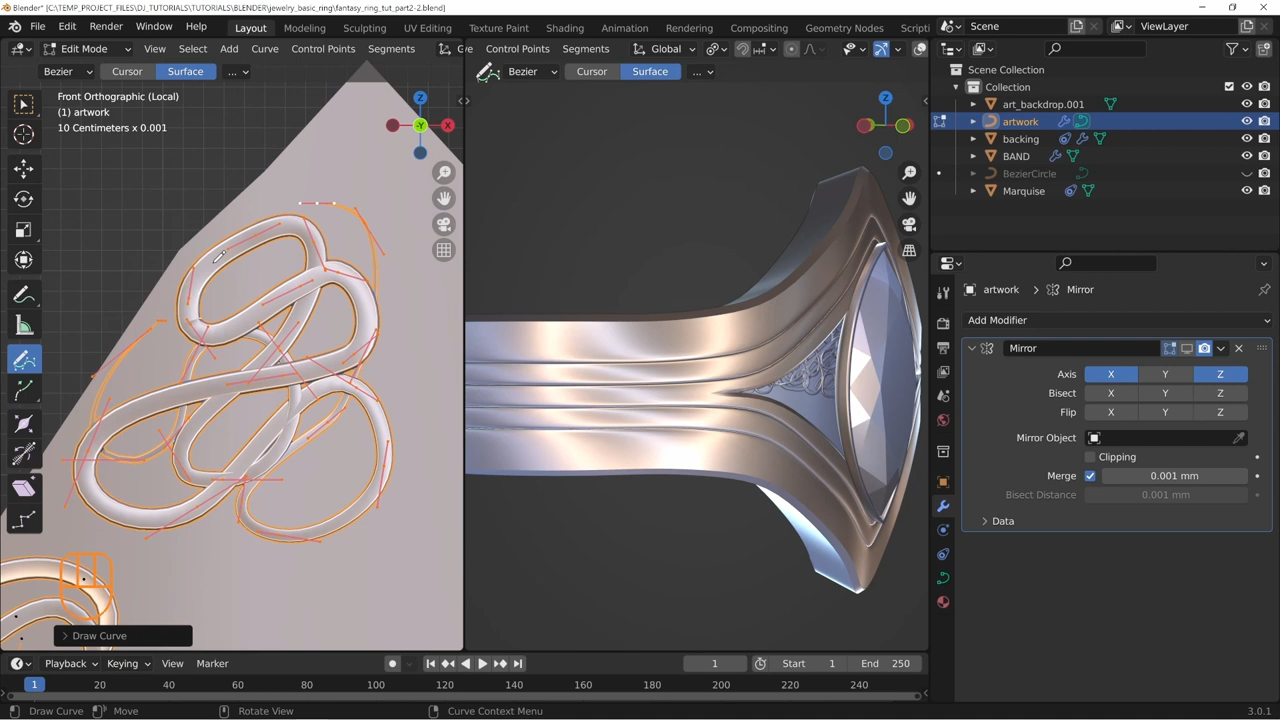 Blender* [C:\TEMP_PROJECT_FILES\DJ_TUTORIALS\TUTORIALS\BLENDER\jewelry_basic_ring\fantasy_ring_tut_part2-2.blend]
File Edit Render Window Help Layout Modeling Sculpting UV Editing Texture Paint Shading Animation Rendering Compositing Geometry Nodes Scripti Scene ViewLayer
Edit Mode View Select Add Curve Control Points Segments Control Points Segments Global
Bezier Cursor Surface ... Bezier Cursor Surface ...
Front Orthographic (Local)
(1) artwork
10 Centimeters x 0.001
Z
X
Y
Z
Scene Collection
Collection
art_backdrop.001
artwork
backing
BAND
BezierCircle
Marquise
artwork > Mirror
Add Modifier
Mirror
Axis X Y Z
Bisect X Y Z
Flip X Y Z
Mirror Object
Clipping
Merge 0.001 mm
Bisect Distance 0.001 mm
Data
Draw Curve
Playback Keying View Marker 1 Start 1 End 250
1 20 40 60 80 100 120 140 160 180 200 220 240
Draw Curve Move Rotate View Curve Context Menu 3.0.1